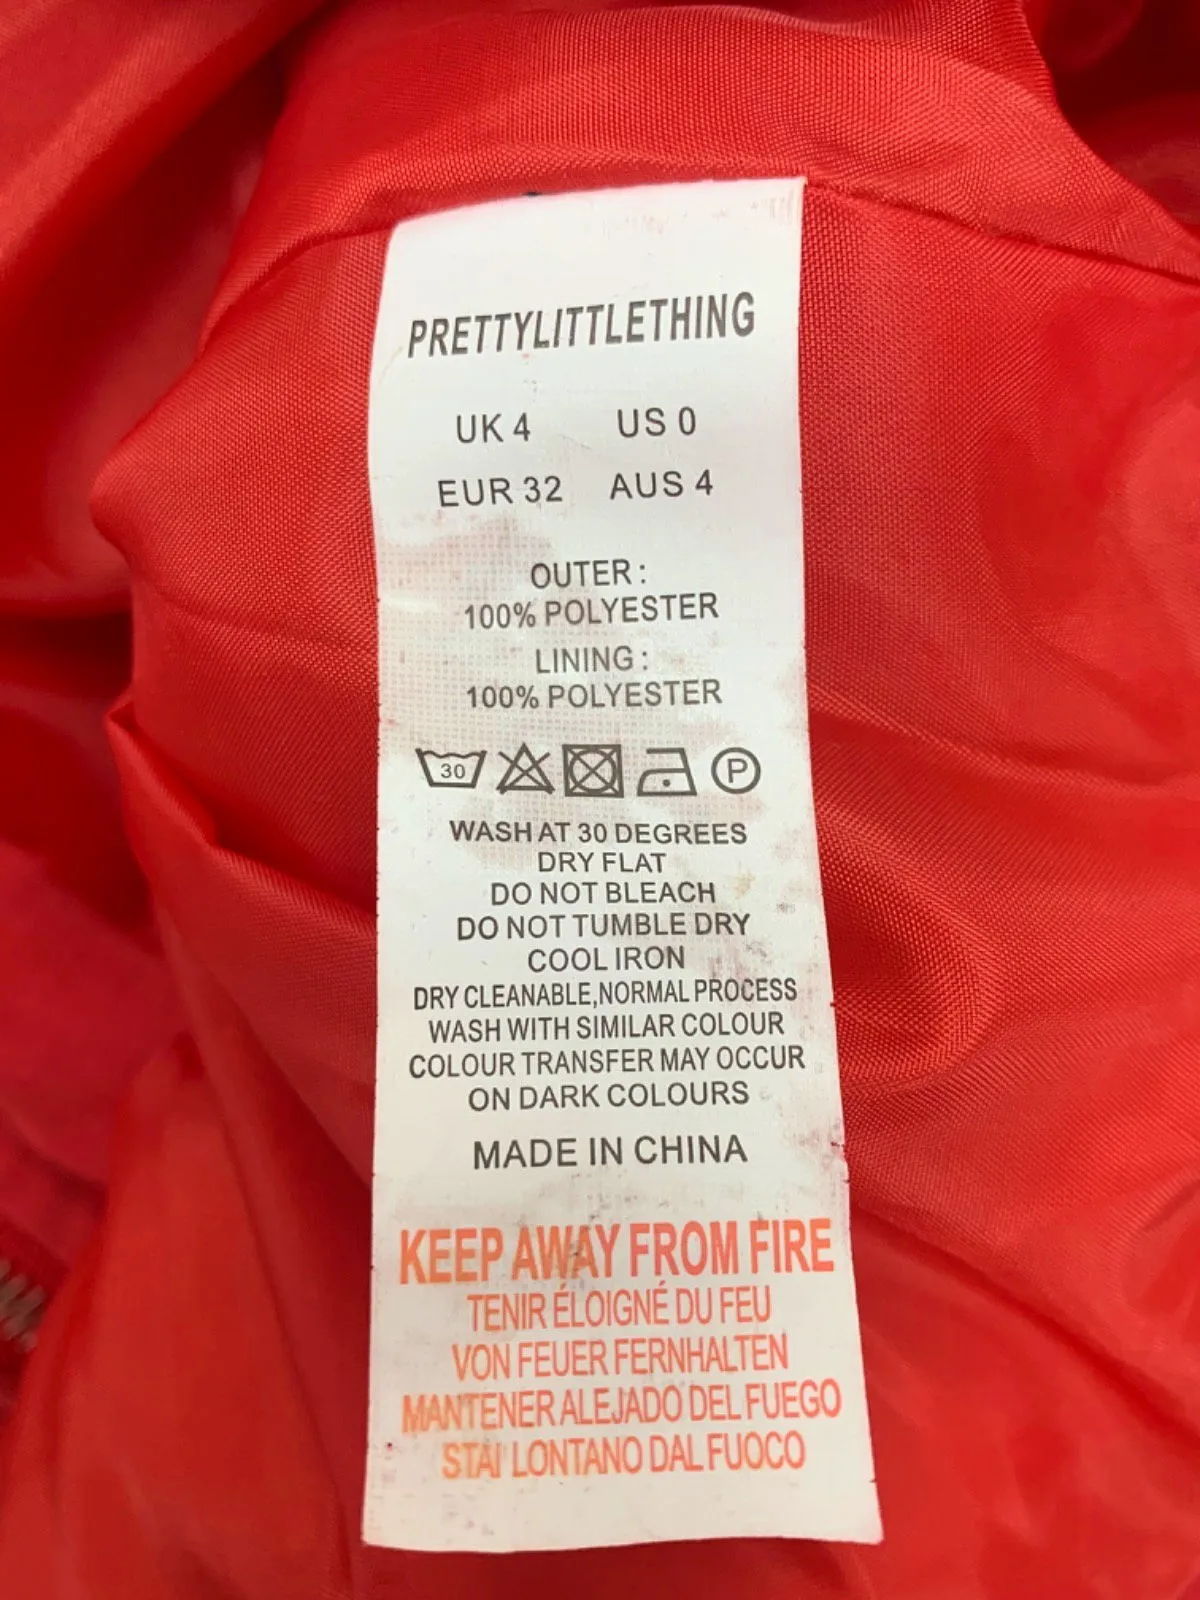 PRETTYLITTLETHING
UK 4 US 0
EUR 32 AUS 4
OUTER :
100% POLYESTER
LINING :
100% POLYESTER
30 P
WASH AT 30 DEGREES
DRY FLAT
DO NOT BLEACH
DO NOT TUMBLE DRY
COOL IRON
DRY CLEANABLE,NORMAL PROCESS
WASH WITH SIMILAR COLOUR
COLOUR TRANSFER MAY OCCUR
ON DARK COLOURS
MADE IN CHINA
KEEP AWAY FROM FIRE
TENIR ÉLOIGNÉ DU FEU
VON FEUER FERNHALTEN
MANTENER ALEJADO DEL FUEGO
STAI LONTANO DAL FUOCO